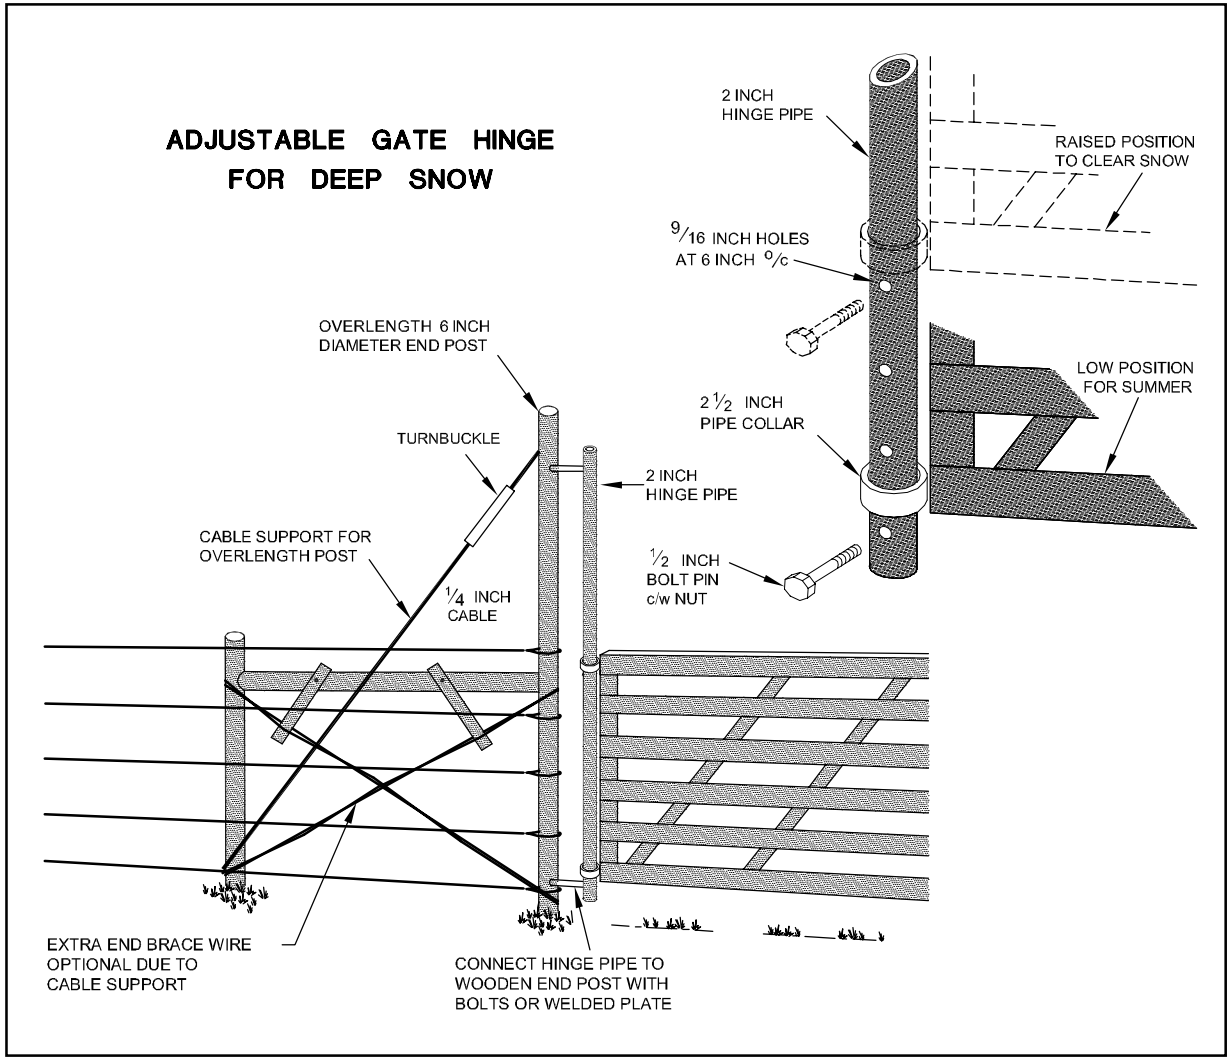 ADJUSTABLE GATE HINGE
FOR DEEP SNOW
2 INCH
HINGE PIPE
RAISED POSITION
TO CLEAR SNOW
9/16 INCH HOLES
AT 6 INCH o/c
OVERLENGTH 6 INCH
DIAMETER END POST
LOW POSITION
FOR SUMMER
2 1/2 INCH
PIPE COLLAR
TURNBUCKLE
2 INCH
HINGE PIPE
CABLE SUPPORT FOR
OVERLENGTH POST
1/2 INCH
BOLT PIN
c/w NUT
1/4 INCH
CABLE
EXTRA END BRACE WIRE
OPTIONAL DUE TO
CABLE SUPPORT
CONNECT HINGE PIPE TO
WOODEN END POST WITH
BOLTS OR WELDED PLATE